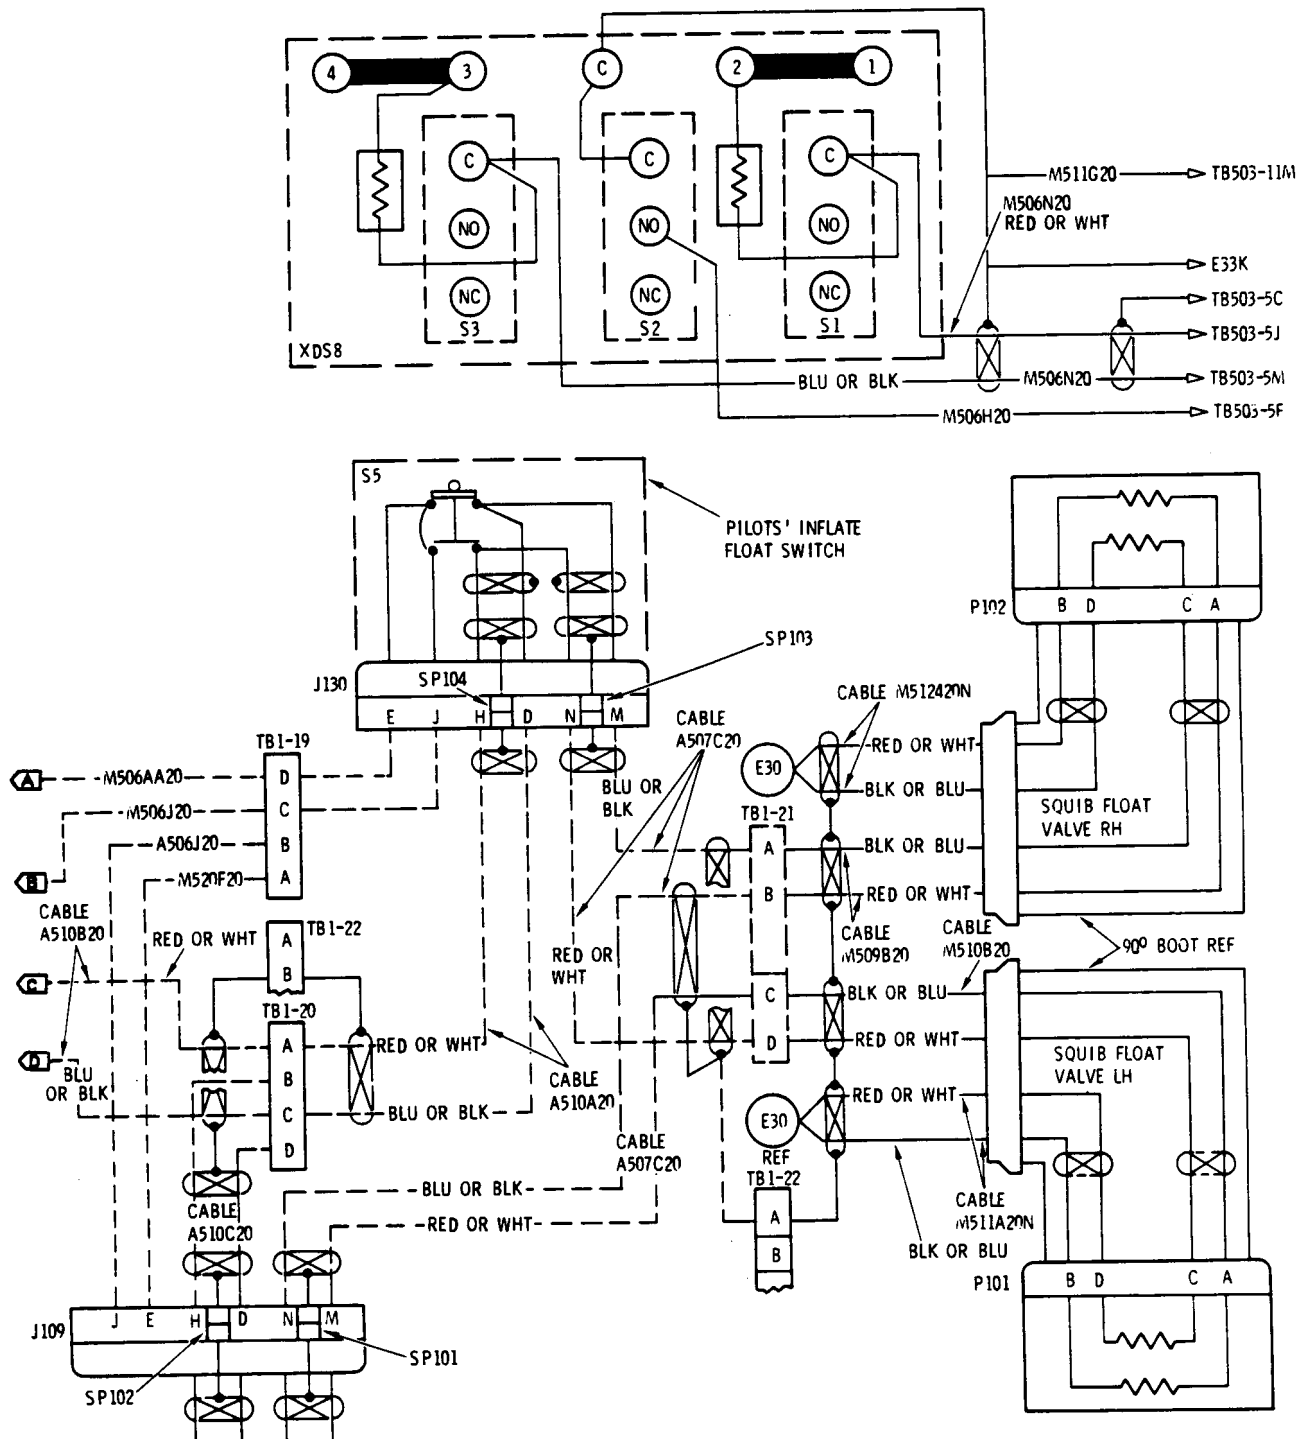 4
3
C
2
1
C
C
C
NO
NO
NO
NC
NC
NC
S3
S2
S1
XDS8
M511G20
TB503-11M
M506N20
RED OR WHT
E33K
TB503-5C
TB503-5J
BLU OR BLK
M506N20
TB503-5M
M506H20
TB503-5F
S5
PILOTS' INFLATE
FLOAT SWITCH
P102
B D C A
SP103
J130
SP104
E J H D N M
CABLE M512420N
CABLE
A507C20
TB1-19
A
M506AA20
D
M506J20
C
A506J20
B
B
M520F20
A
BLU OR
BLK
E30
RED OR WHT
BLK OR BLU
SQUIB FLOAT
VALVE RH
TB1-21
A
BLK OR BLU
B
RED OR WHT
CABLE
A510B20
RED OR WHT
TB1-22
A
B
CABLE
M509B20
CABLE
M510B20
90º BOOT REF
RED OR
WHT
C
C
BLK OR BLU
D
RED OR WHT
TB1-20
A
RED OR WHT
B
C
BLU OR BLK
D
D
BLU
OR BLK
CABLE
A510A20
SQUIB FLOAT
VALVE LH
RED OR WHT
E30
REF
TB1-22
A
B
CABLE
A507C20
BLU OR BLK
CABLE
A510C20
RED OR WHT
CABLE
M511A20N
BLK OR BLU
P101
B D C A
J109
J E H D N M
SP101
SP102